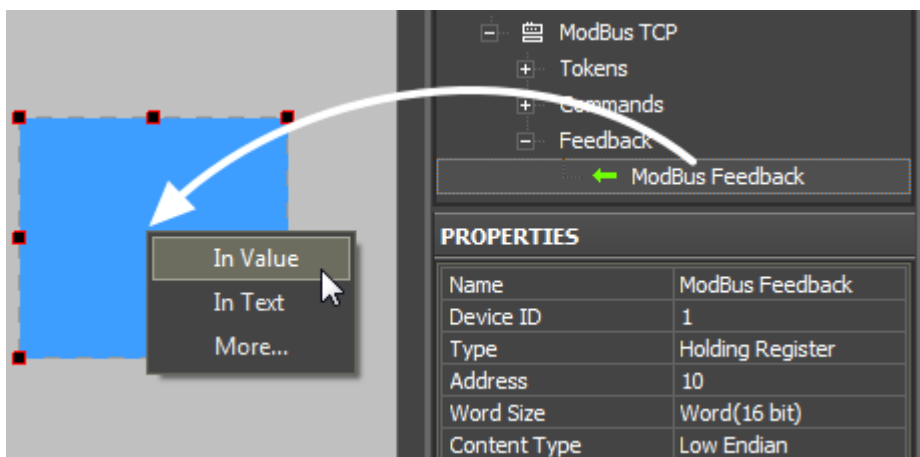 ModBus TCP
Tokens
Commands
Feedback
ModBus Feedback
In Value
In Text
More...
PROPERTIES
Name ModBus Feedback
Device ID 1
Type Holding Register
Address 10
Word Size Word(16 bit)
Content Type Low Endian